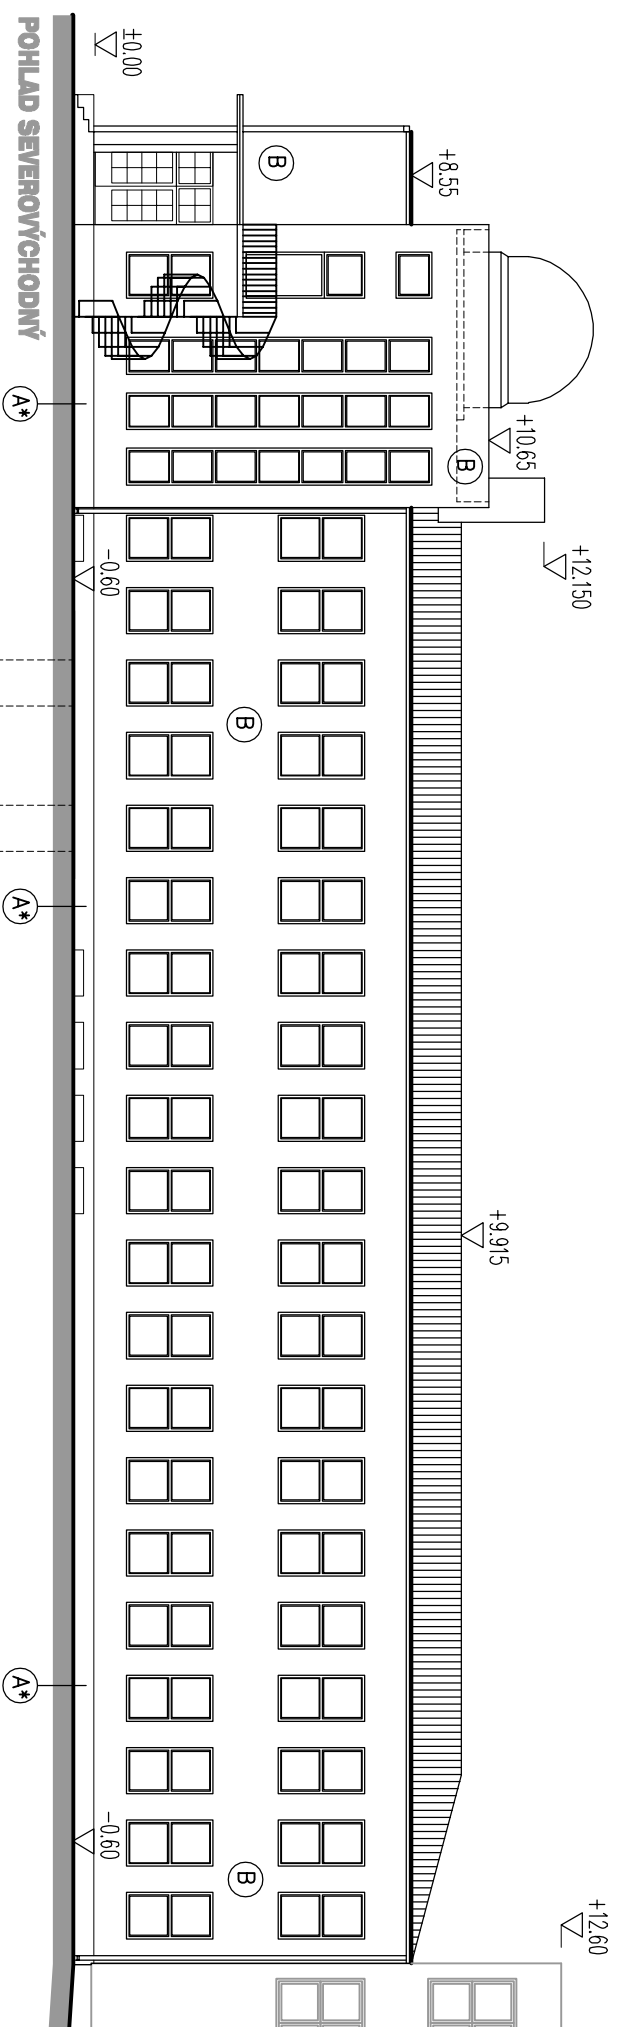 ±0.00
+8.55
+10.65
+12.150
+9.915
+12.60
B
B
B
B
-0.60
-0.60
A*
A*
A*
POHĽAD SEVEROVÝCHODNÝ